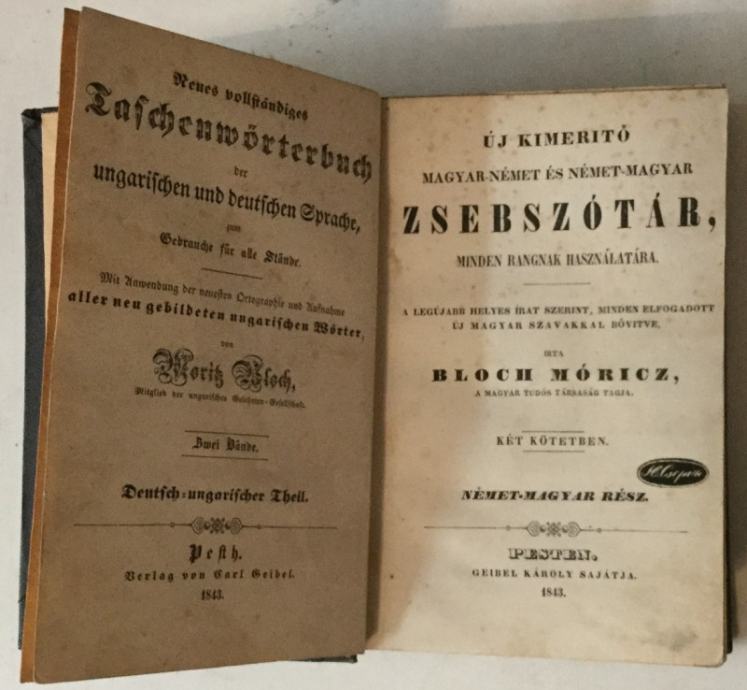 Neues vollständiges
Taschenwörterbuch
der
ungarischen und deutschen Sprache,
zum
Gebrauche für alle Stände.
Mit Anwendung der neuesten Ortographie und Aufnahme
aller neu gebildeten ungarischen Wörter,
von
Moritz Bloch,
Mitglied der ungarischen Gelehrten-Gesellschaft.
Zwei Bände.
Deutsch-ungarischer Theil.
Pesth.
Verlag von Carl Geibel.
1843.
ÚJ KIMERITŐ
MAGYAR-NÉMET ÉS NÉMET-MAGYAR
ZSEBSZÓTÁR,
MINDEN RANGNAK HASZNÁLATÁRA.
A LEGÚJABB HELYES ÍRAT SZERINT, MINDEN ELFOGADOTT
ÚJ MAGYAR SZAVAKKAL BŐVITVE,
IRTA
BLOCH MÓRICZ,
A MAGYAR TUDÓS TÁRSASÁG TAGJA.
KÉT KÖTETBEN.
NÉMET-MAGYAR RÉSZ.
PESTEN.
GEIBEL KÁROLY SAJÁTJA.
1843.